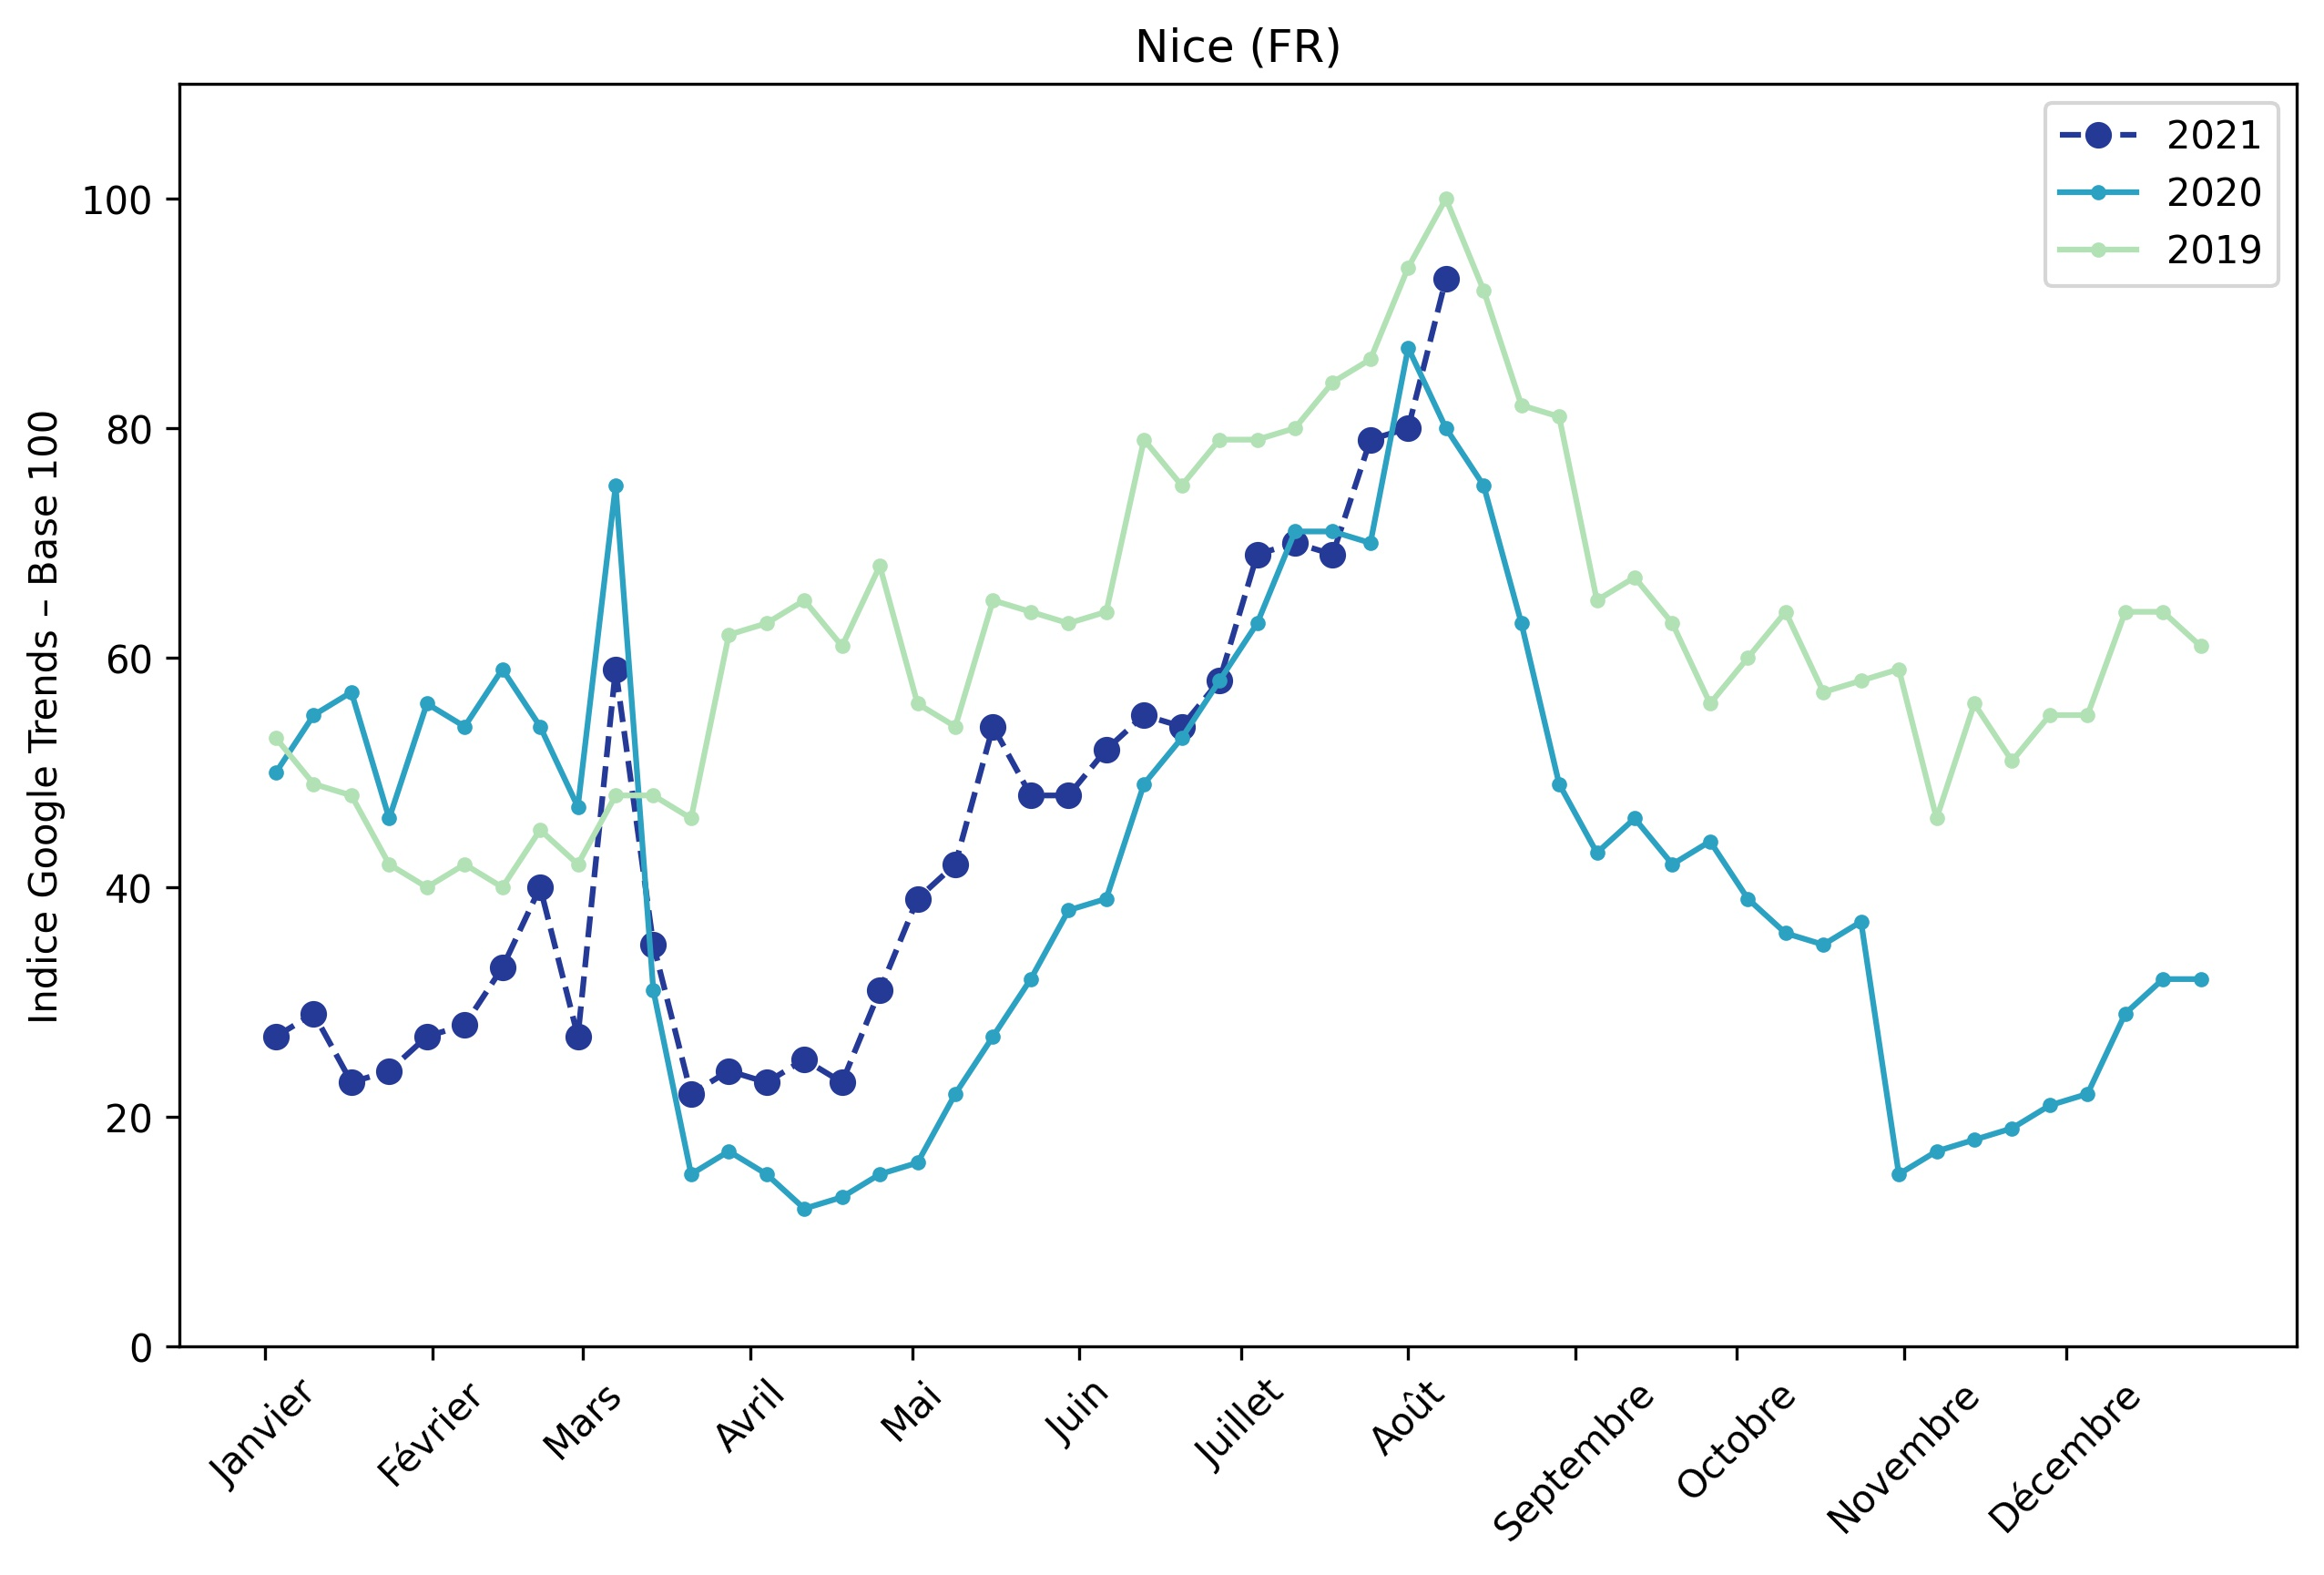 Nice (FR)
2021
2020
2019
Indice Google Trends – Base 100
100
80
60
40
20
0
Janvier
Février
Mars
Avril
Mai
Juin
Juillet
Août
Septembre
Octobre
Novembre
Décembre